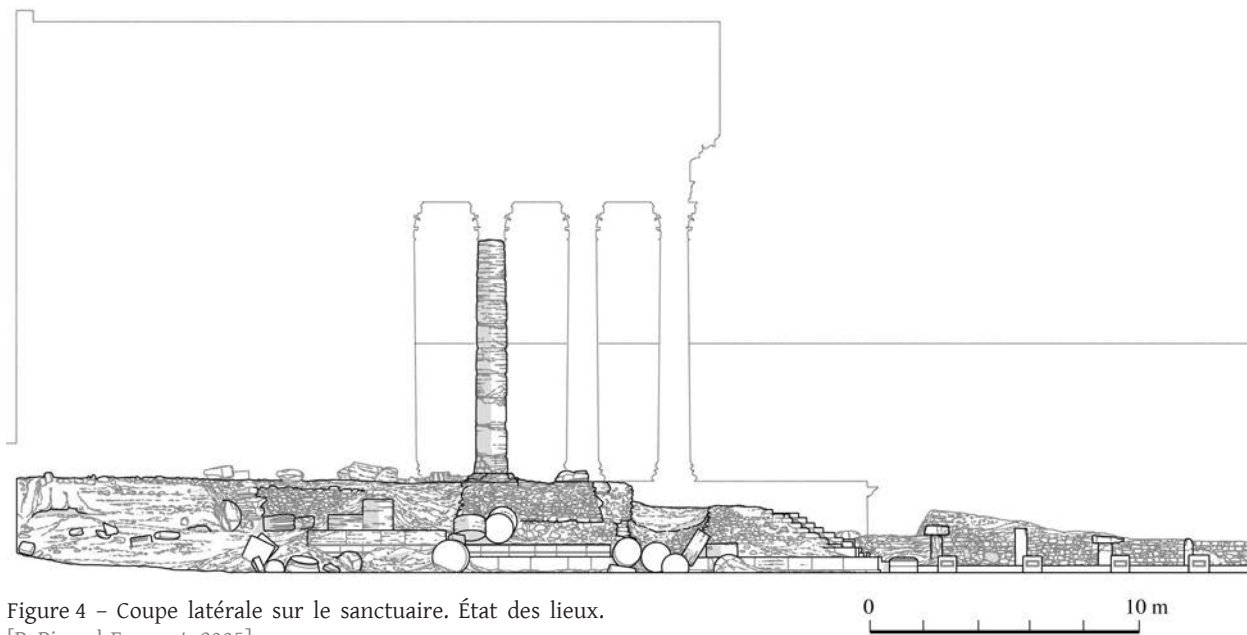 Figure 4 – Coupe latérale sur le sanctuaire. État des lieux.
0 10 m